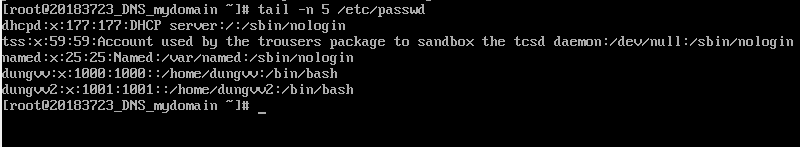 [root@20183723_DNS_mydomain ~]# tail -n 5 /etc/passwd
dhcpd:x:177:177:DHCP server:/:/sbin/nologin
tss:x:59:59:Account used by the trousers package to sandbox the tcsd daemon:/dev/null:/sbin/nologin
named:x:25:25:Named:/var/named:/sbin/nologin
dungvv:x:1000:1000::/home/dungvv:/bin/bash
dungvv2:x:1001:1001::/home/dungvv2:/bin/bash
[root@20183723_DNS_mydomain ~]# _